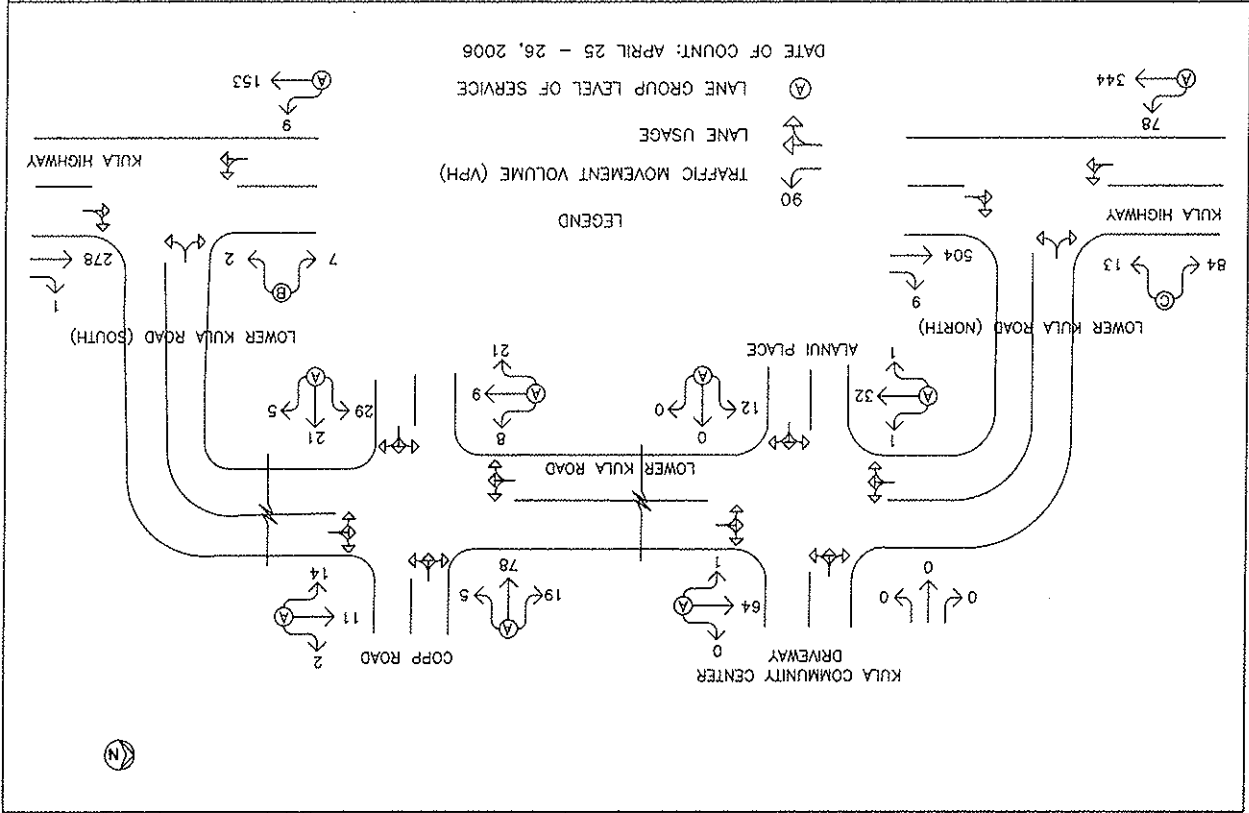 N
KULA COMMUNITY CENTER
DRIVEWAY
0
0
0
0
64
1
A
COPP ROAD
19
78
5
A
2
11
14
A
LOWER KULA ROAD
1
32
1
A
12
0
0
A
ALANUI PLACE
8
9
21
A
29
21
5
A
LOWER KULA ROAD (NORTH)
84
13
C
9
504
LOWER KULA ROAD (SOUTH)
7
2
B
1
278
KULA HIGHWAY
KULA HIGHWAY
78
344
A
9
153
A
LEGEND
90
TRAFFIC MOVEMENT VOLUME (VPH)
LANE USAGE
A
LANE GROUP LEVEL OF SERVICE
DATE OF COUNT: APRIL 25 - 26, 2006